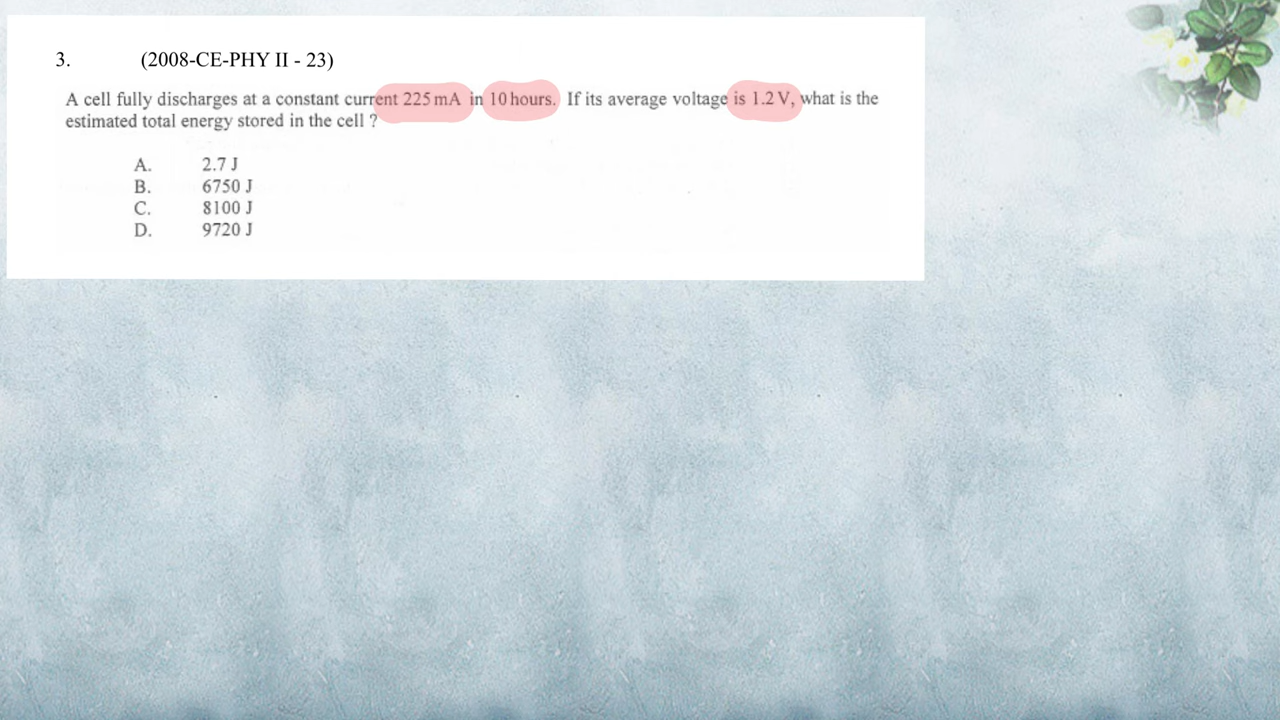 3. (2008-CE-PHY II - 23)
A cell fully discharges at a constant current 225 mA in 10 hours. If its average voltage is 1.2 V, what is the
estimated total energy stored in the cell ?
A. 2.7 J
B. 6750 J
C. 8100 J
D. 9720 J